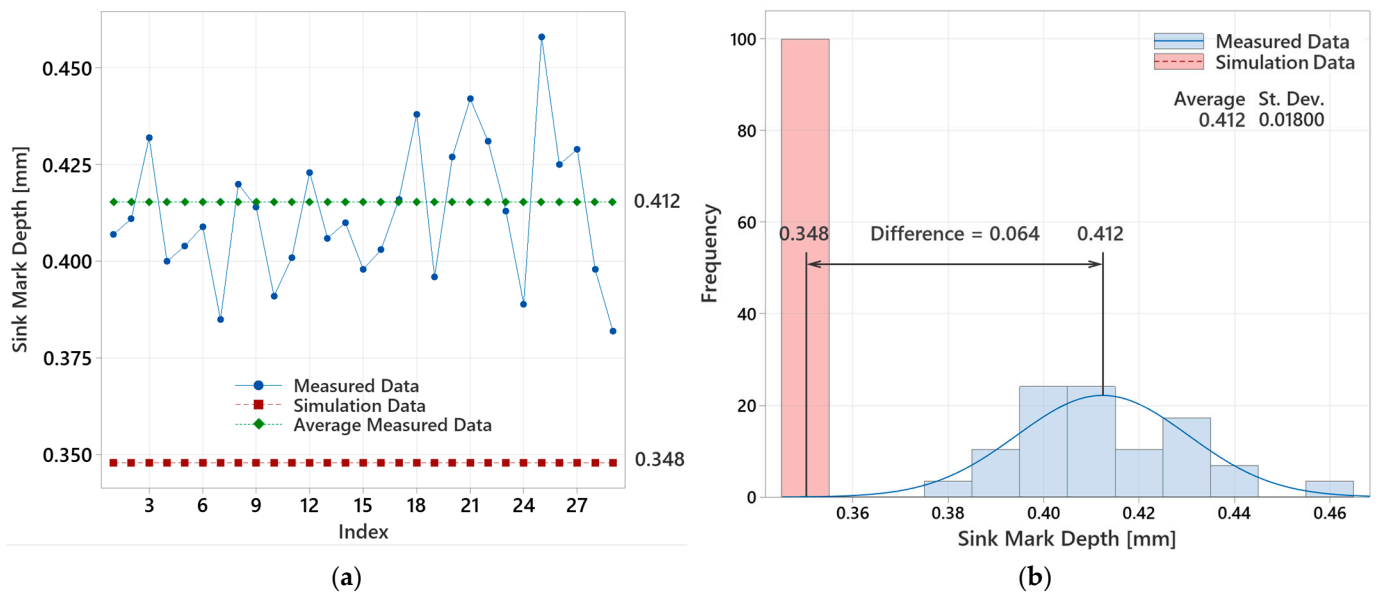 0.450
0.425
0.400
0.375
0.350
Sink Mark Depth [mm]
0.412
0.348
Measured Data
Simulation Data
Average Measured Data
3 6 9 12 15 18 21 24 27
Index
(a)
100
80
60
40
20
0
Frequency
Measured Data
Simulation Data
Average St. Dev.
0.412 0.01800
0.348 Difference = 0.064 0.412
0.36 0.38 0.40 0.42 0.44 0.46
Sink Mark Depth [mm]
(b)